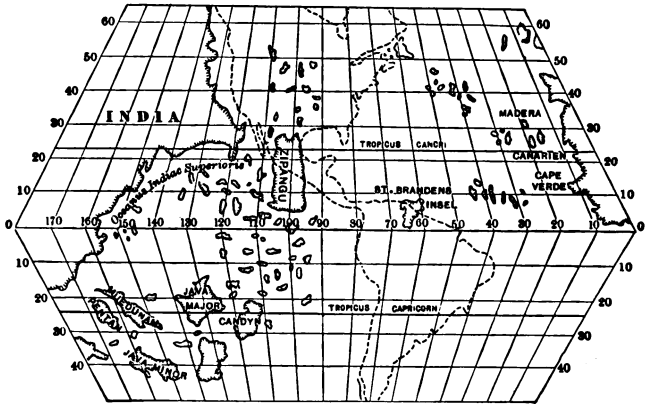 60 60
50 50
40 40
INDIA MADERA
30 30
TROPICUS CANCRI
20 CANARIEN 20
Oceanus Indiae Superioris ZIPANGU CAPE
VERDE
10 ST. BRANDENS 10
INSEL
0 170 160 150 140 130 120 110 100 90 80 70 60 50 40 30 20 10 0
10 10
JAVA
20 MAJOR 20
PENTAN CANDYN TROPICUS CAPRICORN
30 30
JAVA MINOR
40 40